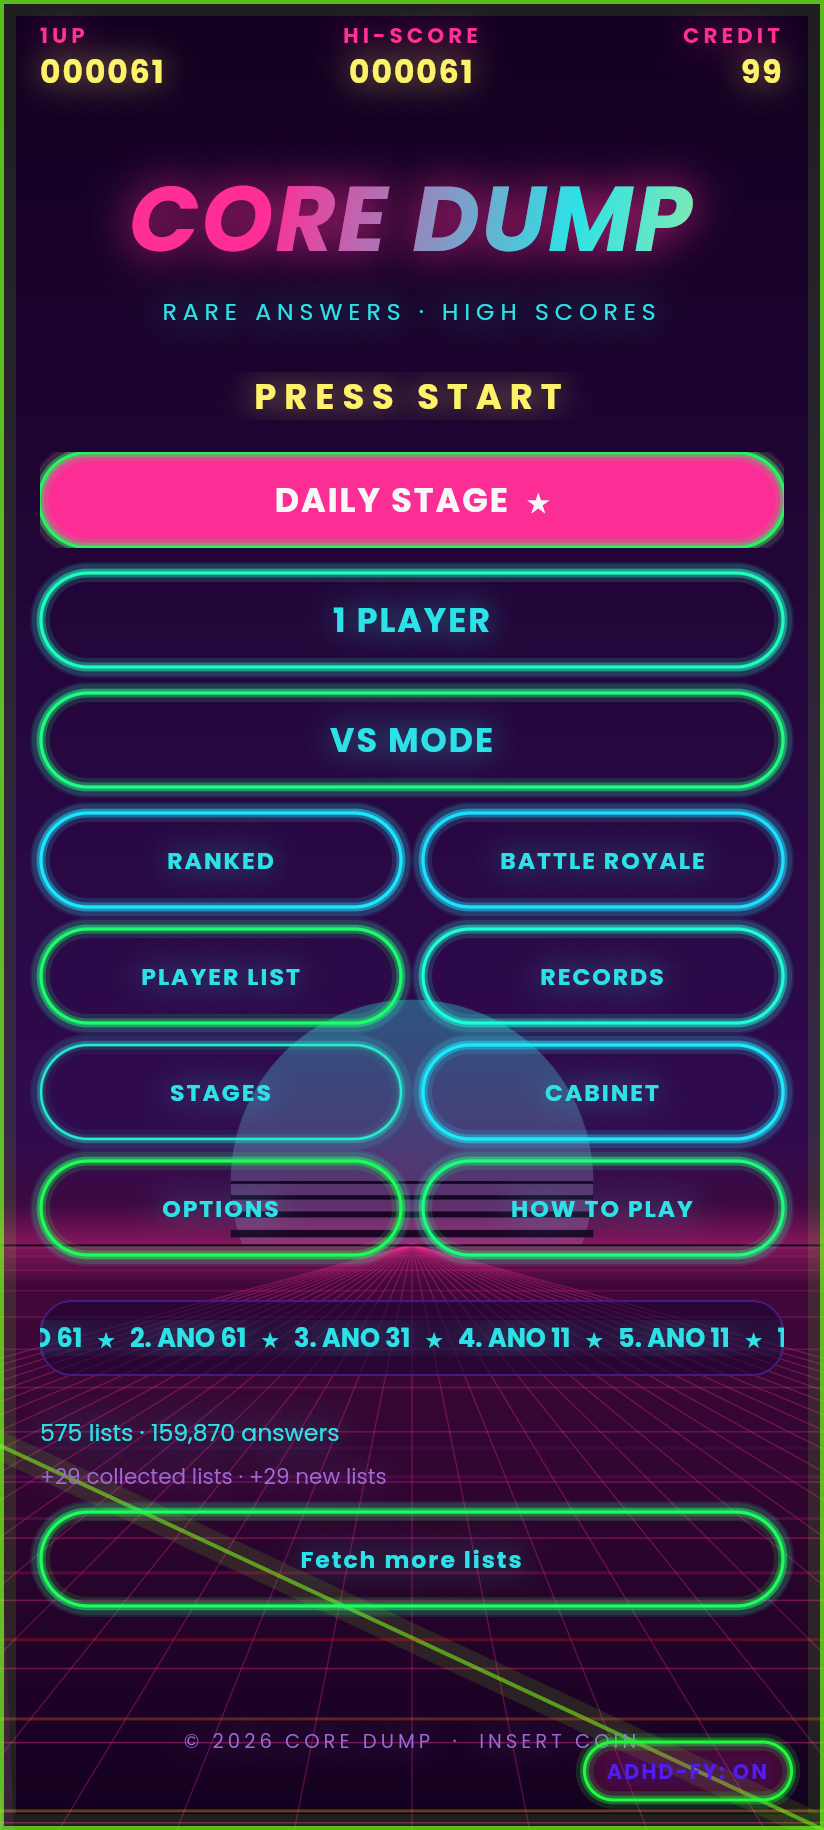 1UP HI-SCORE CREDIT
000061 000061 99
CORE DUMP
RARE ANSWERS · HIGH SCORES
PRESS START
DAILY STAGE ★
1 PLAYER
VS MODE
RANKED BATTLE ROYALE
PLAYER LIST RECORDS
STAGES CABINET
OPTIONS HOW TO PLAY
61 ★ 2. ANO 61 ★ 3. ANO 31 ★ 4. ANO 11 ★ 5. ANO 11 ★
575 lists · 159,870 answers
+29 collected lists · +29 new lists
Fetch more lists
© 2026 CORE DUMP · INSERT COIN
ADHD-FY: ON